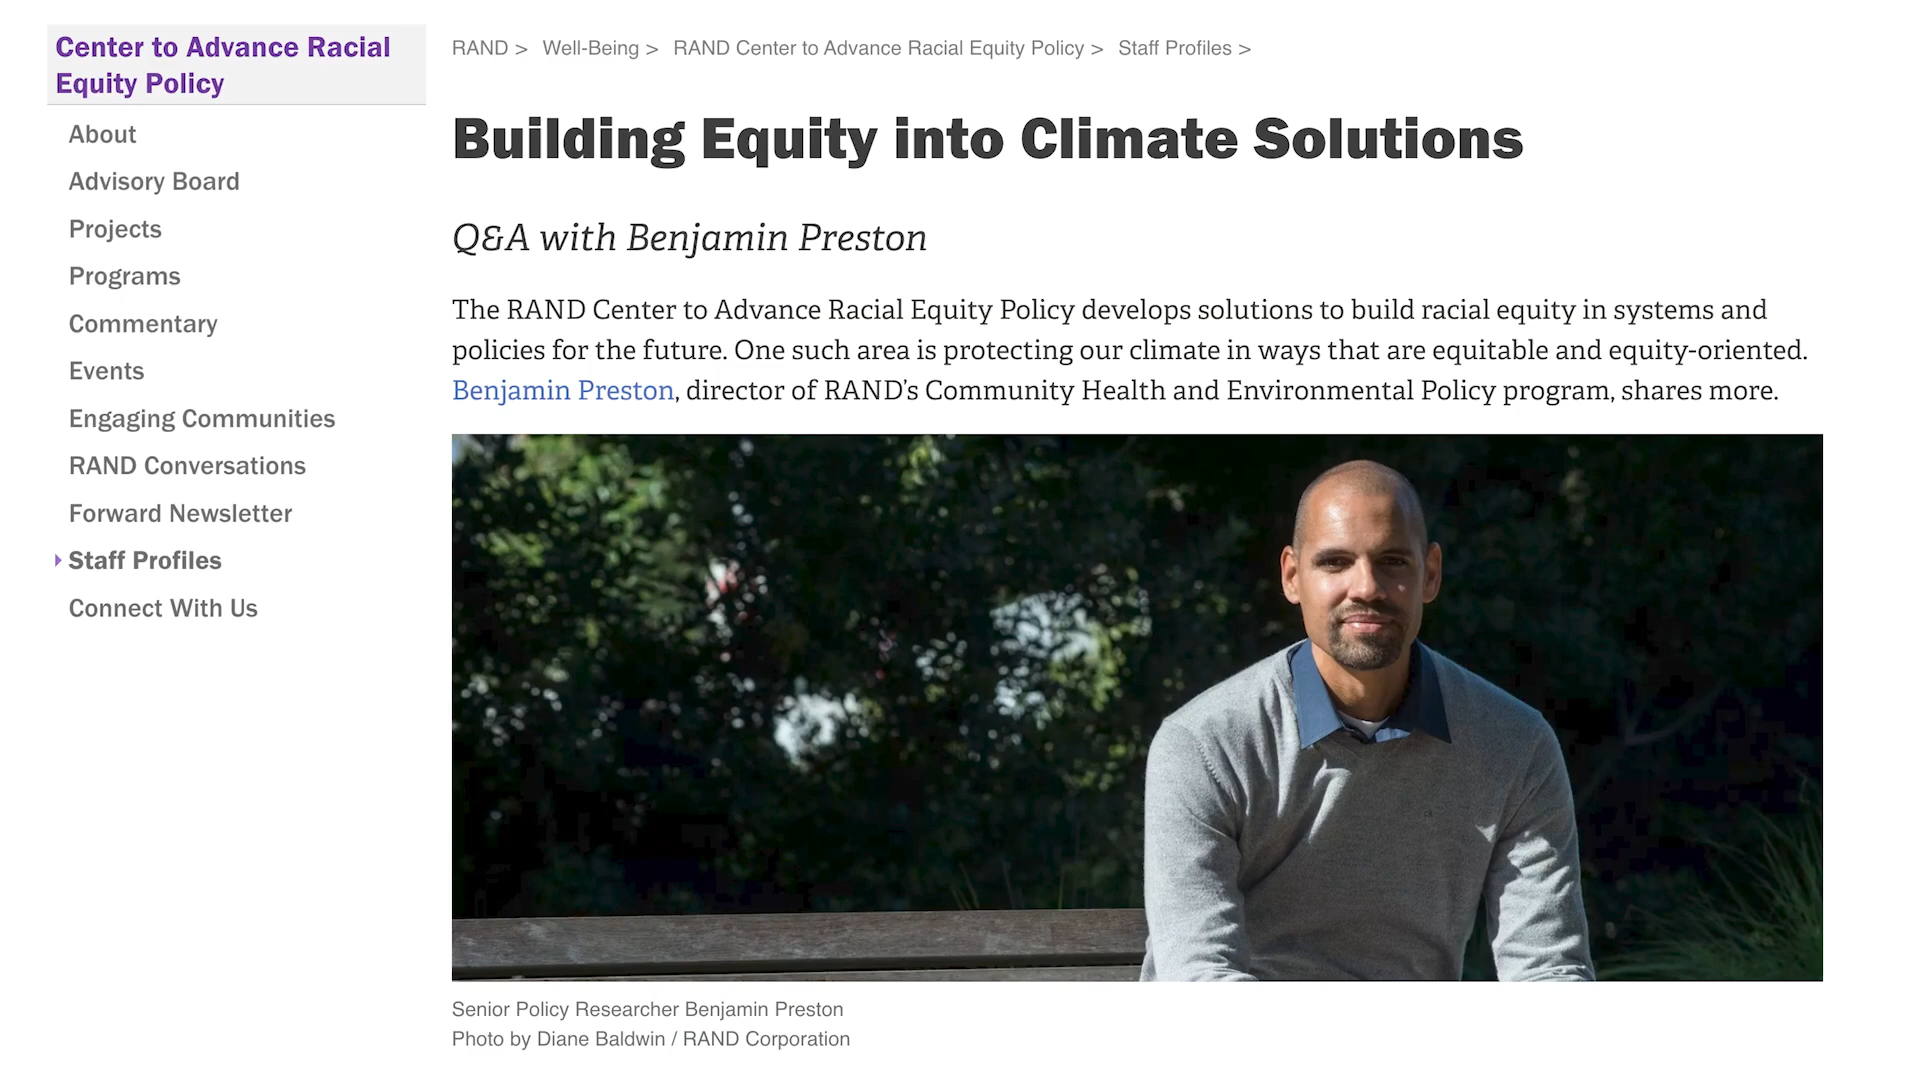 Center to Advance Racial
Equity Policy
About
Advisory Board
Projects
Programs
Commentary
Events
Engaging Communities
RAND Conversations
Forward Newsletter
Staff Profiles
Connect With Us
RAND > Well-Being > RAND Center to Advance Racial Equity Policy > Staff Profiles >
Building Equity into Climate Solutions
Q&A with Benjamin Preston
The RAND Center to Advance Racial Equity Policy develops solutions to build racial equity in systems and
policies for the future. One such area is protecting our climate in ways that are equitable and equity-oriented.
Benjamin Preston, director of RAND’s Community Health and Environmental Policy program, shares more.
Senior Policy Researcher Benjamin Preston
Photo by Diane Baldwin / RAND Corporation